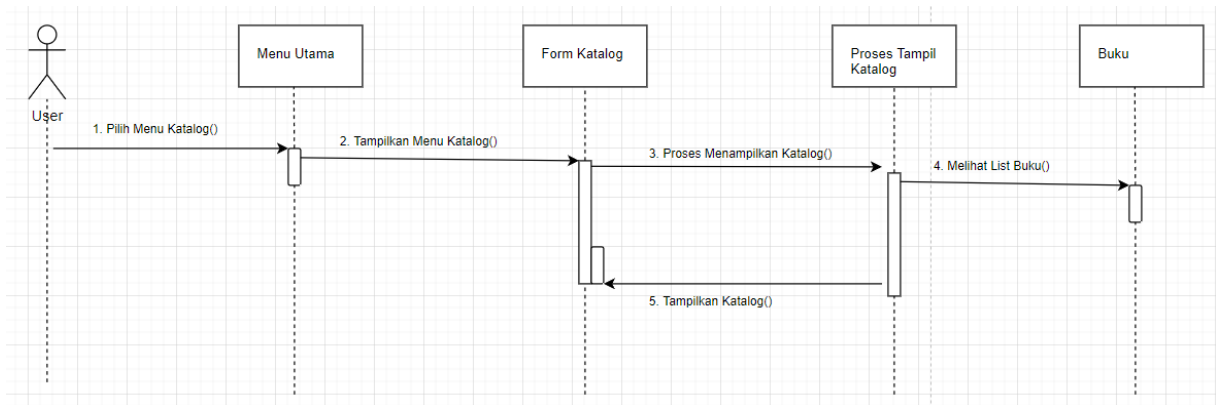 Menu Utama
Form Katalog
Proses Tampil
Katalog
Buku
User
1. Pilih Menu Katalog()
2. Tampilkan Menu Katalog()
3. Proses Menampilkan Katalog()
4. Melihat List Buku()
5. Tampilkan Katalog()